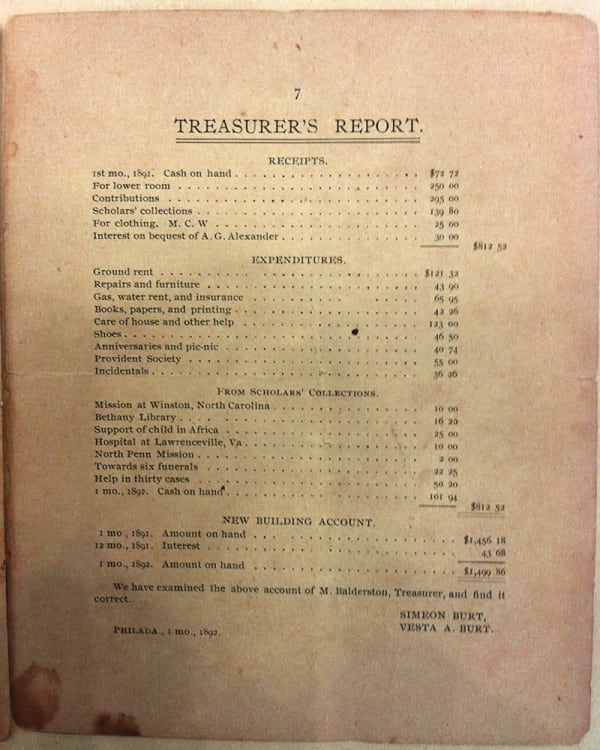 7
TREASURER'S REPORT.
RECEIPTS.
1st mo., 1891. Cash on hand . . . . . . . . . . . . . . . . $72 72
For lower room . . . . . . . . . . . . . . . . . . . . 250 00
Contributions . . . . . . . . . . . . . . . . . . . . 295 00
Scholars' collections . . . . . . . . . . . . . . . . . . 139 80
For clothing. M. C. W . . . . . . . . . . . . . . . . . 25 00
Interest on bequest of A. G. Alexander . . . . . . . . . . . . 30 00
$812 52
EXPENDITURES.
Ground rent . . . . . . . . . . . . . . . . . . . . $121 32
Repairs and furniture . . . . . . . . . . . . . . . . . 43 90
Gas, water rent, and insurance . . . . . . . . . . . . . 65 95
Books, papers, and printing . . . . . . . . . . . . . . . 42 26
Care of house and other help . . . . . . . . . . . . . . 123 00
Shoes . . . . . . . . . . . . . . . . . . . . . . . 46 50
Anniversaries and pic-nic . . . . . . . . . . . . . . . 40 74
Provident Society . . . . . . . . . . . . . . . . . . 55 00
Incidentals . . . . . . . . . . . . . . . . . . . . . 36 26
FROM SCHOLARS' COLLECTIONS.
Mission at Winston, North Carolina . . . . . . . . . . . . 10 00
Bethany Library . . . . . . . . . . . . . . . . . . . 16 20
Support of child in Africa . . . . . . . . . . . . . . . 25 00
Hospital at Lawrenceville, Va . . . . . . . . . . . . . . 10 00
North Penn Mission . . . . . . . . . . . . . . . . . . 2 00
Towards six funerals . . . . . . . . . . . . . . . . . 22 25
Help in thirty cases . . . . . . . . . . . . . . . . . 50 20
1 mo., 1892. Cash on hand . . . . . . . . . . . . . . . 101 94
$812 52
NEW BUILDING ACCOUNT.
1 mo., 1891. Amount on hand . . . . . . . . . . . . . . . $1,456 18
12 mo., 1891. Interest . . . . . . . . . . . . . . . . . 43 68
1 mo., 1892. Amount on hand . . . . . . . . . . . . . . . $1,499 86
We have examined the above account of M. Balderston, Treasurer, and find it
correct.
SIMEON BURT,
VESTA A. BURT.
PHILADA., 1 mo., 1892.